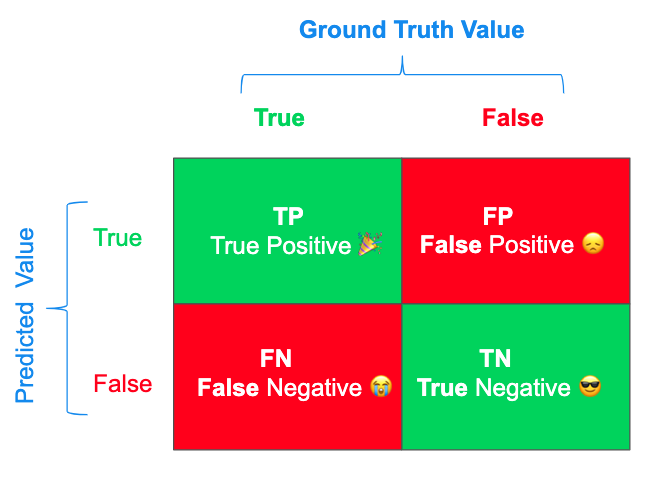 Ground Truth Value
True
False
Predicted Value
True
TP
True Positive 🎉
FP
False Positive 😞
False
FN
False Negative 😭
TN
True Negative 😎